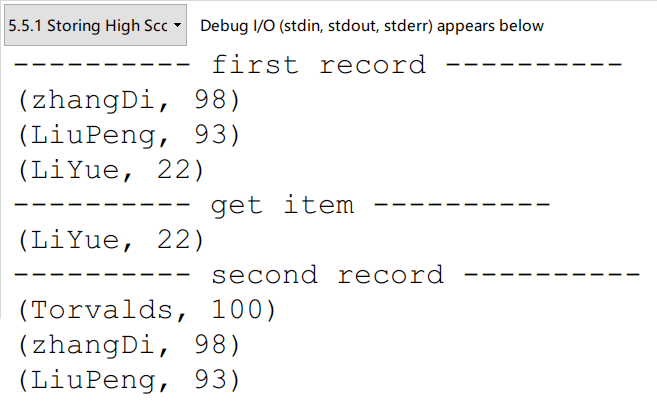 5.5.1 Storing High Scc Debug I/O (stdin, stdout, stderr) appears below
---------- first record ----------
(zhangDi, 98)
(LiuPeng, 93)
(LiYue, 22)
---------- get item ----------
(LiYue, 22)
---------- second record ----------
(Torvalds, 100)
(zhangDi, 98)
(LiuPeng, 93)